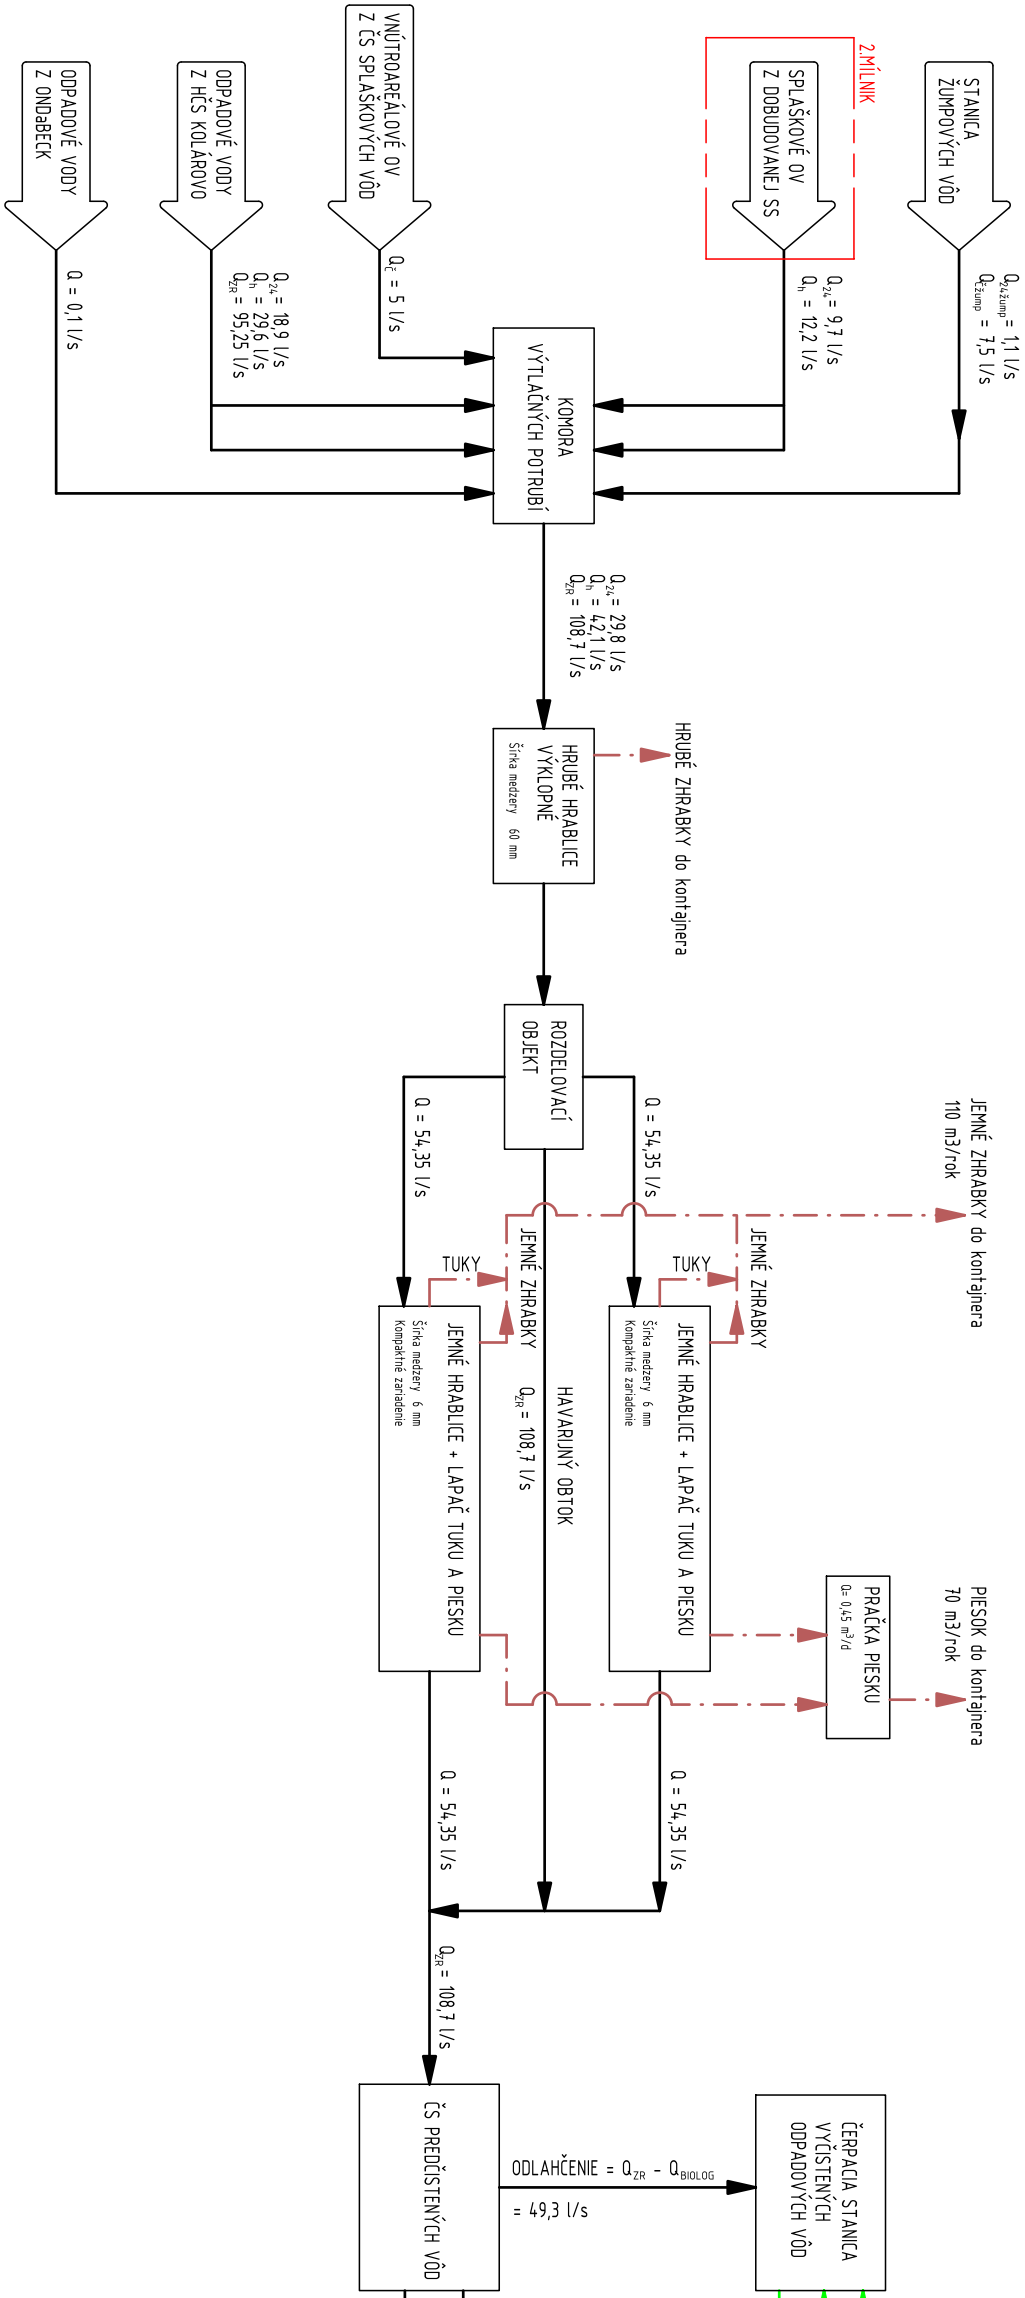 STANICA
ŽUMPOVÝCH VÔD
Q24žump = 1,1 l/s
Qčžump = 7,5 l/s
2.MÍLNIK
SPLAŠKOVÉ OV
Z DOBUDOVANEJ SS
Q24 = 9,7 l/s
Qh = 12,2 l/s
VNÚTROAREÁLOVÉ OV
Z ČS SPLAŠKOVÝCH VÔD
Qč = 5 l/s
ODPADOVÉ VODY
Z HČS KOLÁROVO
Q24 = 18,9 l/s
Qh = 29,6 l/s
QZR = 95,25 l/s
ODPADOVÉ VODY
Z ONDaBECK
Q = 0,1 l/s
KOMORA
VÝTLAČNÝCH POTRUBÍ
Q24 = 29,8 l/s
Qh = 42,1 l/s
QZR = 108,7 l/s
HRUBÉ ZHRABKY do kontajnera
HRUBÉ HRABLICE
VÝKLOPNÉ
Šírka medzery 60 mm
ROZDELOVACÍ
OBJEKT
Q = 54,35 l/s
Q = 54,35 l/s
JEMNÉ ZHRABKY do kontajnera
110 m3/rok
JEMNÉ ZHRABKY
TUKY
JEMNÉ ZHRABKY
TUKY
JEMNÉ HRABLICE + LAPAČ TUKU A PIESKU
Šírka medzery 6 mm
Kompaktné zariadenie
HAVARIJNÝ OBTOK
QZR = 108,7 l/s
JEMNÉ HRABLICE + LAPAČ TUKU A PIESKU
Šírka medzery 6 mm
Kompaktné zariadenie
PIESOK do kontajnera
70 m3/rok
PRAČKA PIESKU
Q= 0,45 m³/d
Q = 54,35 l/s
Q = 54,35 l/s
QZR = 108,7 l/s
ČERPACIA STANICA
VYČISTENÝCH
ODPADOVÝCH VÔD
ODLAHČENIE = QZR - QBIOLOG
= 49,3 l/s
ČS PREDČISTENÝCH VÔD